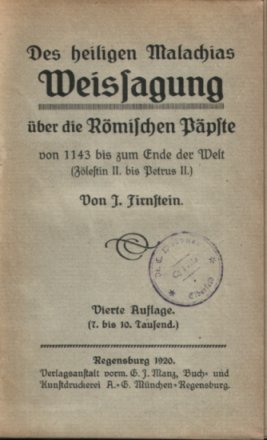 Des heiligen Malachias
Weissagung
über die Römischen Päpste
von 1143 bis zum Ende der Welt
(Zölestin II. bis Petrus II.)
Von J. Firnstein.
Dr. E.
Elberfeld
Vierte Auflage.
(7. bis 10. Tausend.)
Regensburg 1920.
Verlagsanstalt vorm. G. J. Manz, Buch- und
Kunstdruckerei A.-G. München-Regensburg.